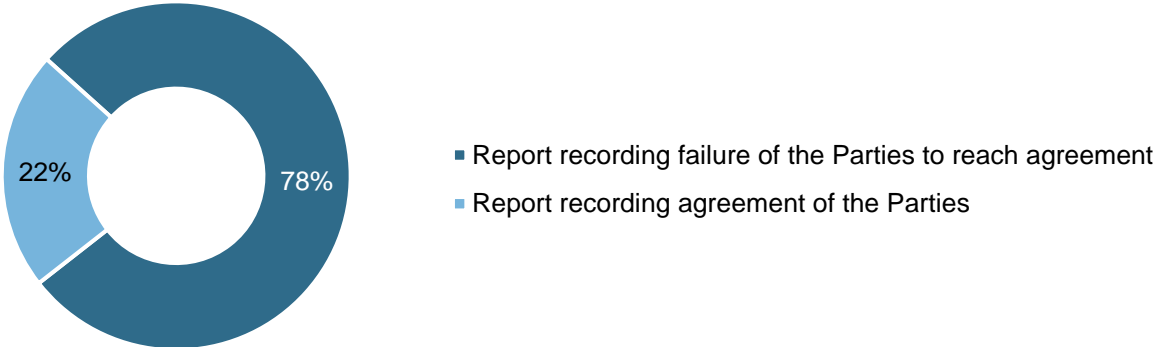 22%
78%
Report recording failure of the Parties to reach agreement
Report recording agreement of the Parties